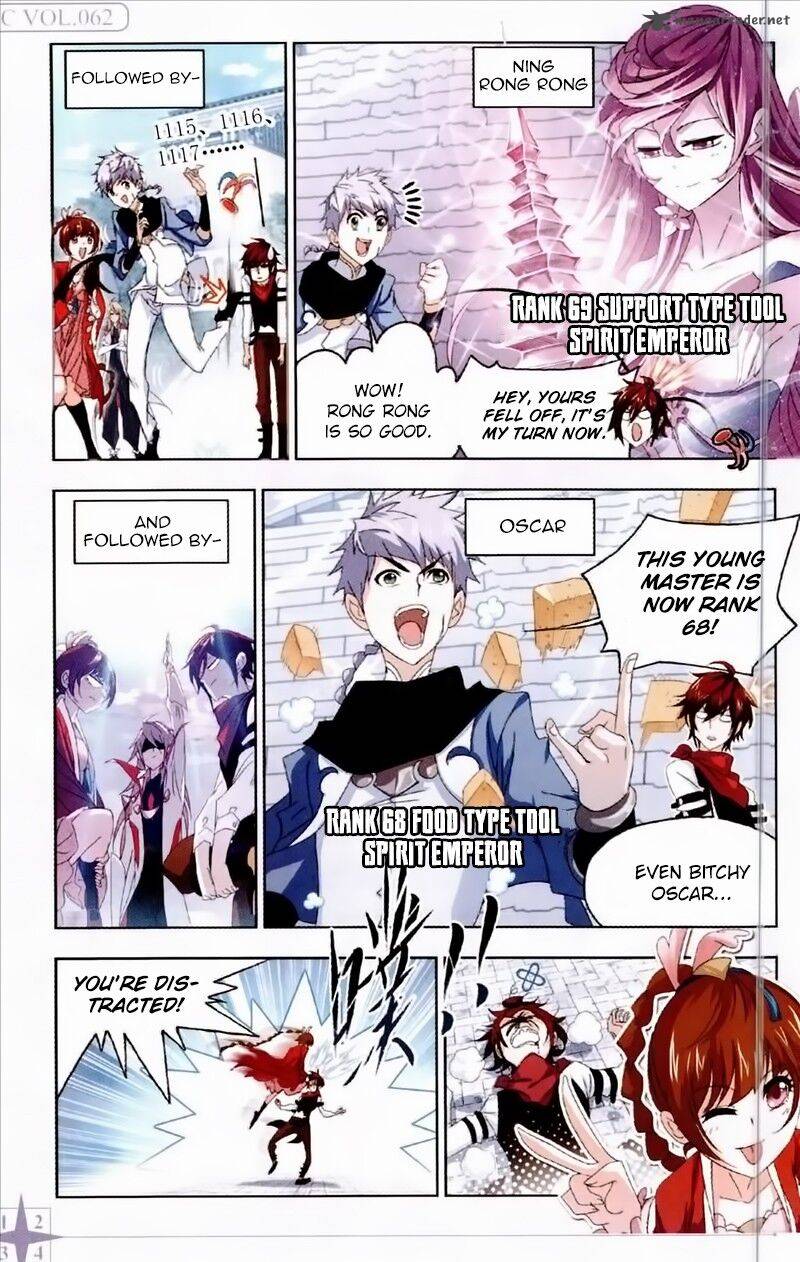 C VOL.062
mangareader.net
FOLLOWED BY-
1115、1116、
1117……
NING
RONG RONG
RANK 69 SUPPORT TYPE TOOL
SPIRIT EMPEROR
WOW!
RONG RONG
IS SO GOOD.
HEY, YOURS
FELL OFF, IT'S
MY TURN NOW.
AND
FOLLOWED BY-
OSCAR
THIS YOUNG
MASTER IS
NOW RANK
68!
RANK 68 FOOD TYPE TOOL
SPIRIT EMPEROR
EVEN BITCHY
OSCAR...
YOU'RE DIS-
TRACTED!
1 2
3 4